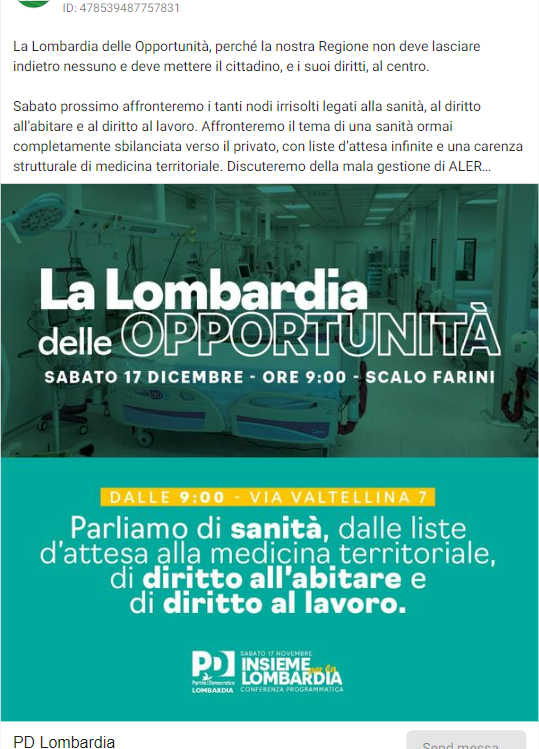 ID: 478539487757831
La Lombardia delle Opportunità, perché la nostra Regione non deve lasciare
indietro nessuno e deve mettere il cittadino, e i suoi diritti, al centro.
Sabato prossimo affronteremo i tanti nodi irrisolti legati alla sanità, al diritto
all'abitare e al diritto al lavoro. Affronteremo il tema di una sanità ormai
completamente sbilanciata verso il privato, con liste d'attesa infinite e una carenza
strutturale di medicina territoriale. Discuteremo della mala gestione di ALER...
La Lombardia
delle OPPORTUNITÀ
SABATO 17 DICEMBRE - ORE 9:00 - SCALO FARINI
DALLE 9:00 - VIA VALTELLINA 7
Parliamo di sanità, dalle liste
d'attesa alla medicina territoriale,
di diritto all'abitare e
di diritto al lavoro.
PD
Partito Democratico
LOMBARDIA
SABATO 17 NOVEMBRE
INSIEME per la
LOMBARDIA
CONFERENZA PROGRAMMATICA
PD Lombardia
Send messa